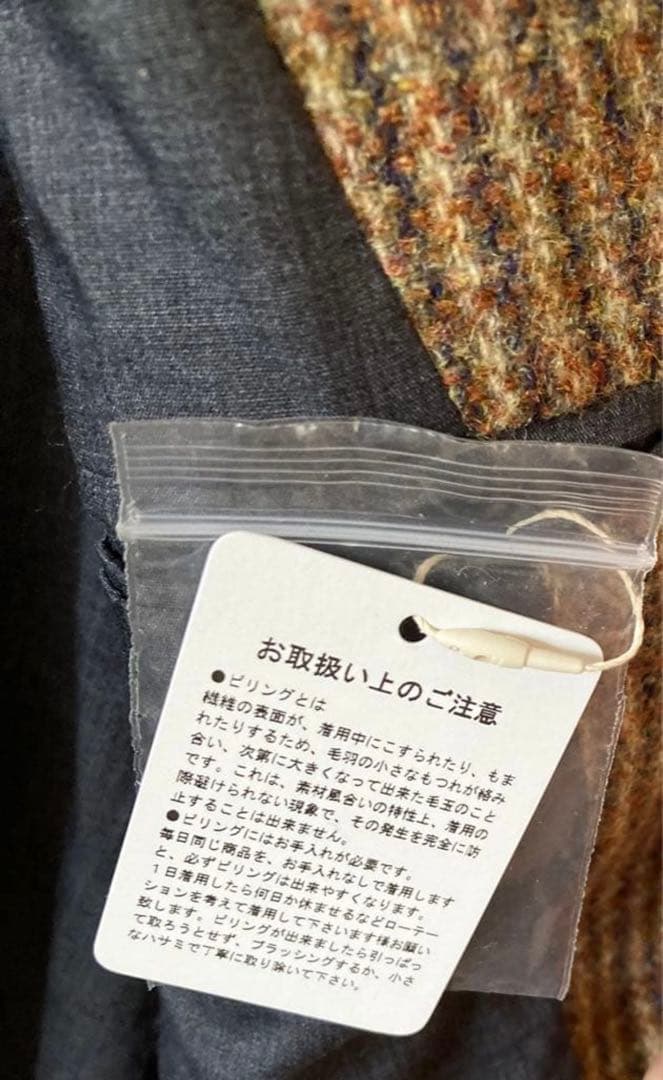 お取扱い上のご注意
●ピリングとは
繊維の表面が、着用中にこすられたり、もま
れたりするため、毛羽の小さなもつれが絡み
合い、次第に大きくなって出来た毛玉のこと
です。これは、素材風合いの特性上、着用の
際避けられない現象で、その発生を完全に防
止することは出来ません。
●ピリングにはお手入れが必要です。
毎日同じ商品を、お手入れなしで着用します
と、必ずピリングは出来やすくなります。
1日着用したら何日か休ませるなどローテー
ションを考えて着用して下さいます様お願い
致します。ピリングが出来ましたら引っぱっ
て取ろうとせず、ブラッシングするか、小さ
なハサミで丁寧に取り除いて下さい。